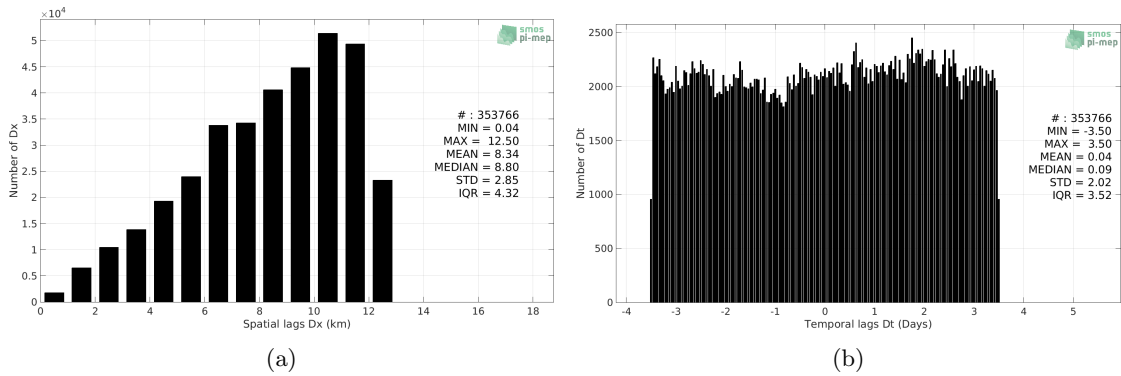 ×10⁴
5
4.5
4
3.5
3
2.5
2
1.5
1
0.5
0
Number of Dx
smos
pi-mep
# : 353766
MIN = 0.04
MAX = 12.50
MEAN = 8.34
MEDIAN = 8.80
STD = 2.85
IQR = 4.32
0 2 4 6 8 10 12 14 16 18
Spatial lags Dx (km)
(a)
2500
2000
1500
1000
500
0
Number of Dt
smos
pi-mep
# : 353766
MIN = -3.50
MAX = 3.50
MEAN = 0.04
MEDIAN = 0.09
STD = 2.02
IQR = 3.52
-4 -3 -2 -1 0 1 2 3 4 5
Temporal lags Dt (Days)
(b)